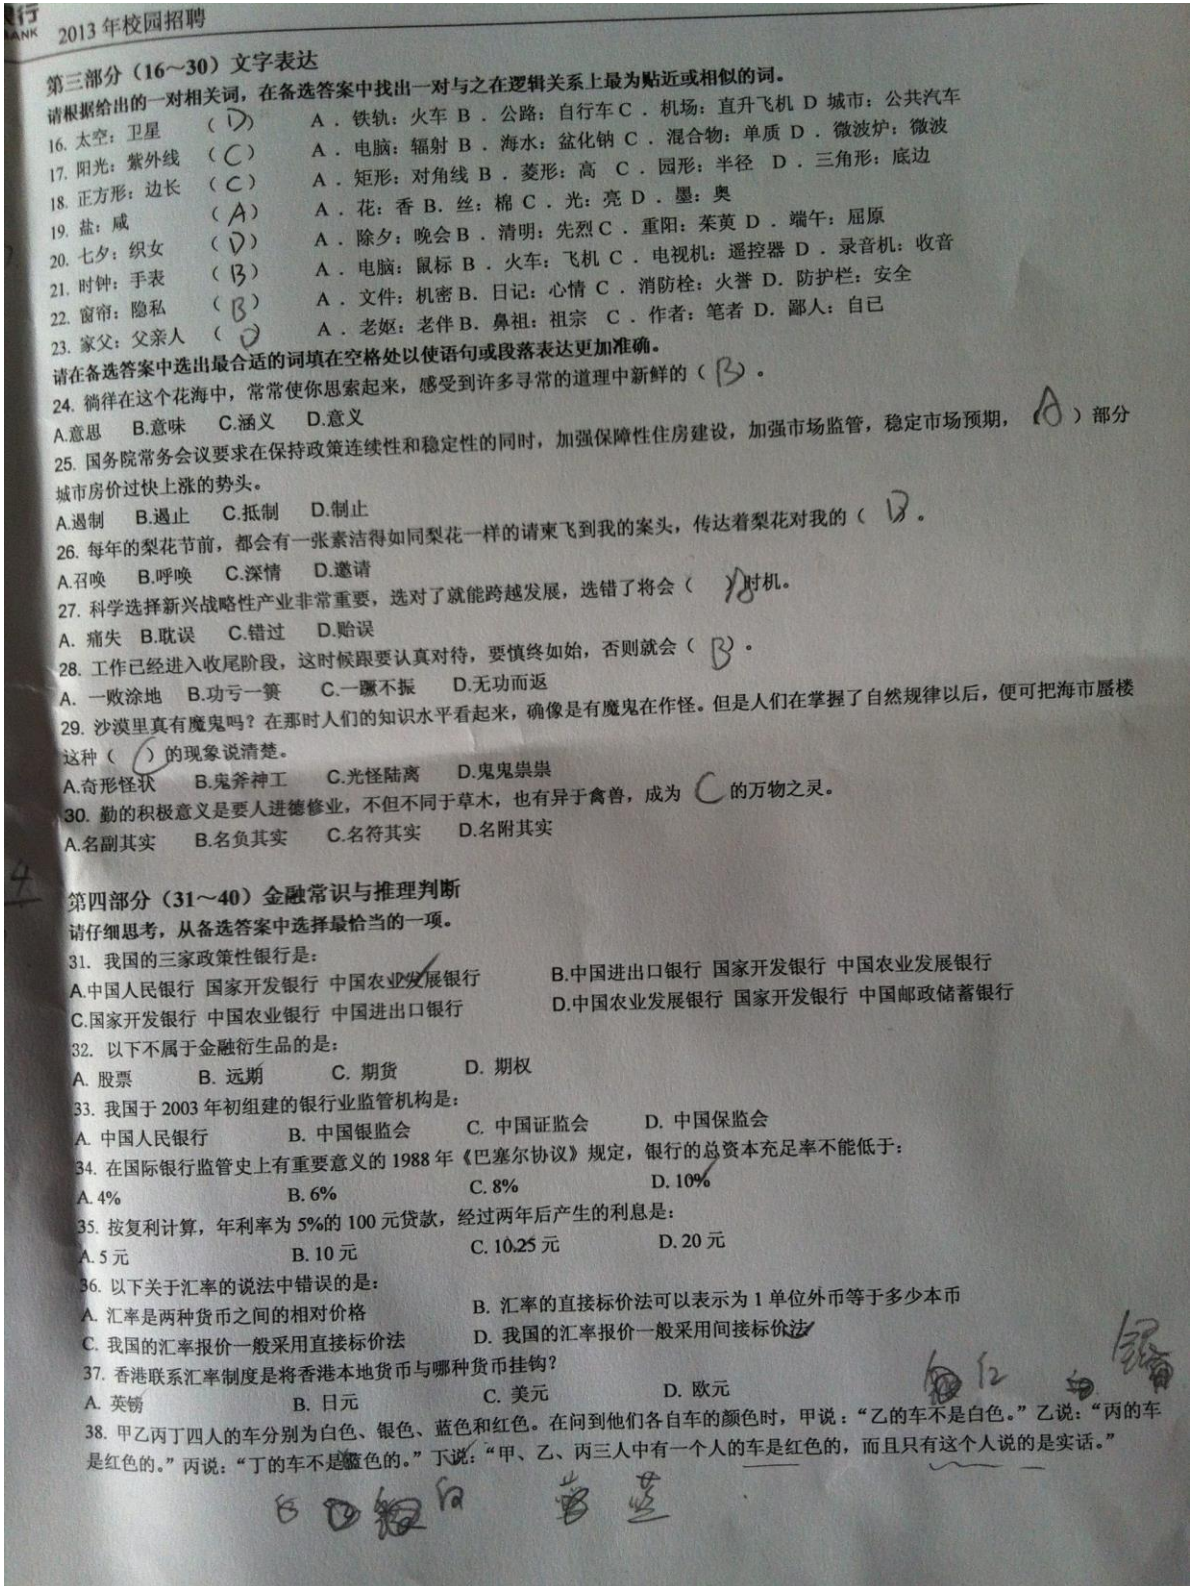 行
ANK
2013 年校园招聘
第三部分（16～30）文字表达
请根据给出的一对相关词，在备选答案中找出一对与之在逻辑关系上最为贴近或相似的词。
16. 太空：卫星 （ D ） A．铁轨：火车 B．公路：自行车 C．机场：直升飞机 D 城市：公共汽车
17. 阳光：紫外线 （ C ） A．电脑：辐射 B．海水：盆化钠 C．混合物：单质 D．微波炉：微波
18. 正方形：边长 （ C ） A．矩形：对角线 B．菱形：高 C．园形：半径 D．三角形：底边
19. 盐：咸 （ A ） A．花：香 B. 丝：棉 C．光：亮 D．墨：奥
20. 七夕：织女 （ D ） A．除夕：晚会 B．清明：先烈 C．重阳：茱萸 D．端午：屈原
21. 时钟：手表 （ B ） A．电脑：鼠标 B．火车：飞机 C．电视机：遥控器 D．录音机：收音
22. 窗帘：隐私 （ B ） A．文件：机密 B. 日记：心情 C．消防栓：火誉 D. 防护栏：安全
23. 家父：父亲人 （ D A．老妪：老伴 B. 鼻祖：祖宗 C．作者：笔者 D. 鄙人：自已
请在备选答案中选出最合适的词填在空格处以使语句或段落表达更加准确。
24. 徜徉在这个花海中，常常使你思索起来，感受到许多寻常的道理中新鲜的（ B ）。
A.意思 B.意味 C.涵义 D.意义
25. 国务院常务会议要求在保持政策连续性和稳定性的同时，加强保障性住房建设，加强市场监管，稳定市场预期，（ A ）部分
城市房价过快上涨的势头。
A.遏制 B.遏止 C.抵制 D.制止
26. 每年的梨花节前，都会有一张素洁得如同梨花一样的请柬飞到我的案头，传达着梨花对我的（ B 。
A.召唤 B.呼唤 C.深情 D.邀请
27. 科学选择新兴战略性产业非常重要，选对了就能跨越发展，选错了将会（ A ）时机。
A. 痛失 B.耽误 C.错过 D.贻误
28. 工作已经进入收尾阶段，这时候跟要认真对待，要慎终如始，否则就会（ B ）。
A. 一败涂地 B.功亏一篑 C.一蹶不振 D.无功而返
29. 沙漠里真有魔鬼吗？在那时人们的知识水平看起来，确像是有魔鬼在作怪。但是人们在掌握了自然规律以后，便可把海市蜃楼
这种（ C ）的现象说清楚。
A.奇形怪状 B.鬼斧神工 C.光怪陆离 D.鬼鬼祟祟
30. 勤的积极意义是要人进德修业，不但不同于草木，也有异于禽兽，成为 C 的万物之灵。
A.名副其实 B.名负其实 C.名符其实 D.名附其实
4
第四部分（31～40）金融常识与推理判断
请仔细思考，从备选答案中选择最恰当的一项。
31. 我国的三家政策性银行是：
A.中国人民银行 国家开发银行 中国农业发展银行 B.中国进出口银行 国家开发银行 中国农业发展银行
C.国家开发银行 中国农业银行 中国进出口银行 D.中国农业发展银行 国家开发银行 中国邮政储蓄银行
32. 以下不属于金融衍生品的是：
A. 股票 B. 远期 C. 期货 D. 期权
33. 我国于 2003 年初组建的银行业监管机构是：
A. 中国人民银行 B. 中国银监会 C. 中国证监会 D. 中国保监会
34. 在国际银行监管史上有重要意义的 1988 年《巴塞尔协议》规定，银行的总资本充足率不能低于：
A. 4% B. 6% C. 8% D. 10%
35. 按复利计算，年利率为 5%的 100 元贷款，经过两年后产生的利息是：
A. 5 元 B. 10 元 C. 10.25 元 D. 20 元
36. 以下关于汇率的说法中错误的是：
A. 汇率是两种货币之间的相对价格 B. 汇率的直接标价法可以表示为 1 单位外币等于多少本币
C. 我国的汇率报价一般采用直接标价法 D. 我国的汇率报价一般采用间接标价法
37. 香港联系汇率制度是将香港本地货币与哪种货币挂钩？
A. 英镑 B. 日元 C. 美元 D. 欧元
红 银
38. 甲乙丙丁四人的车分别为白色、银色、蓝色和红色。在问到他们各自车的颜色时，甲说：“乙的车不是白色。”乙说：“丙的车
是红色的。”丙说：“丁的车不是蓝色的。”丁说：“甲、乙、丙三人中有一个人的车是红色的，而且只有这个人说的是实话。”
白 蓝